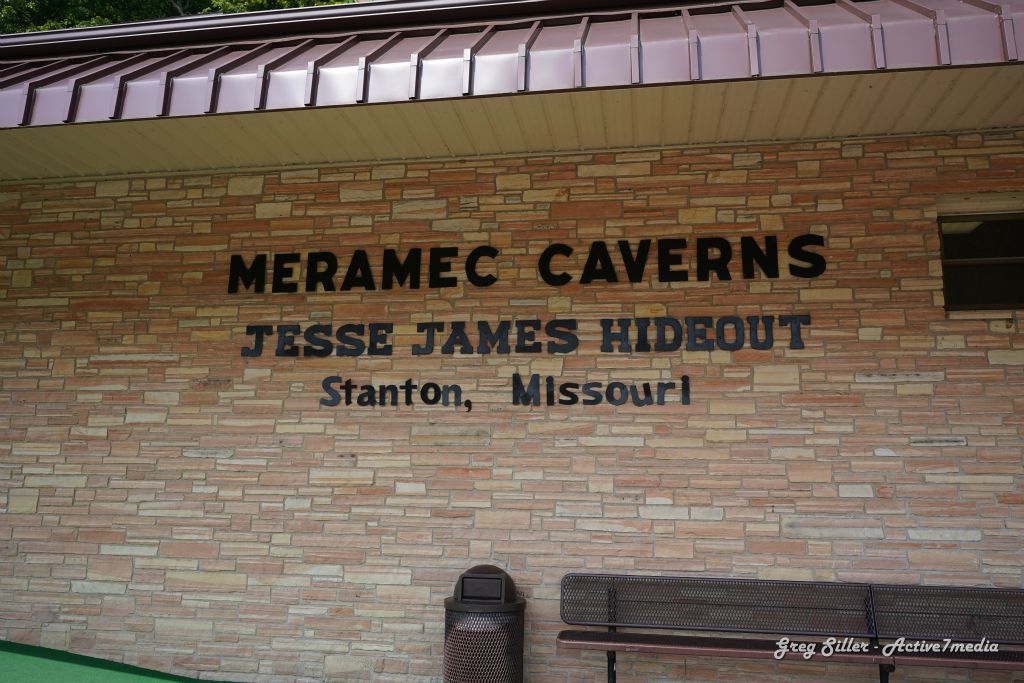 MERAMEC CAVERNS
JESSE JAMES HIDEOUT
Stanton, Missouri
Greg Siller - Active7media